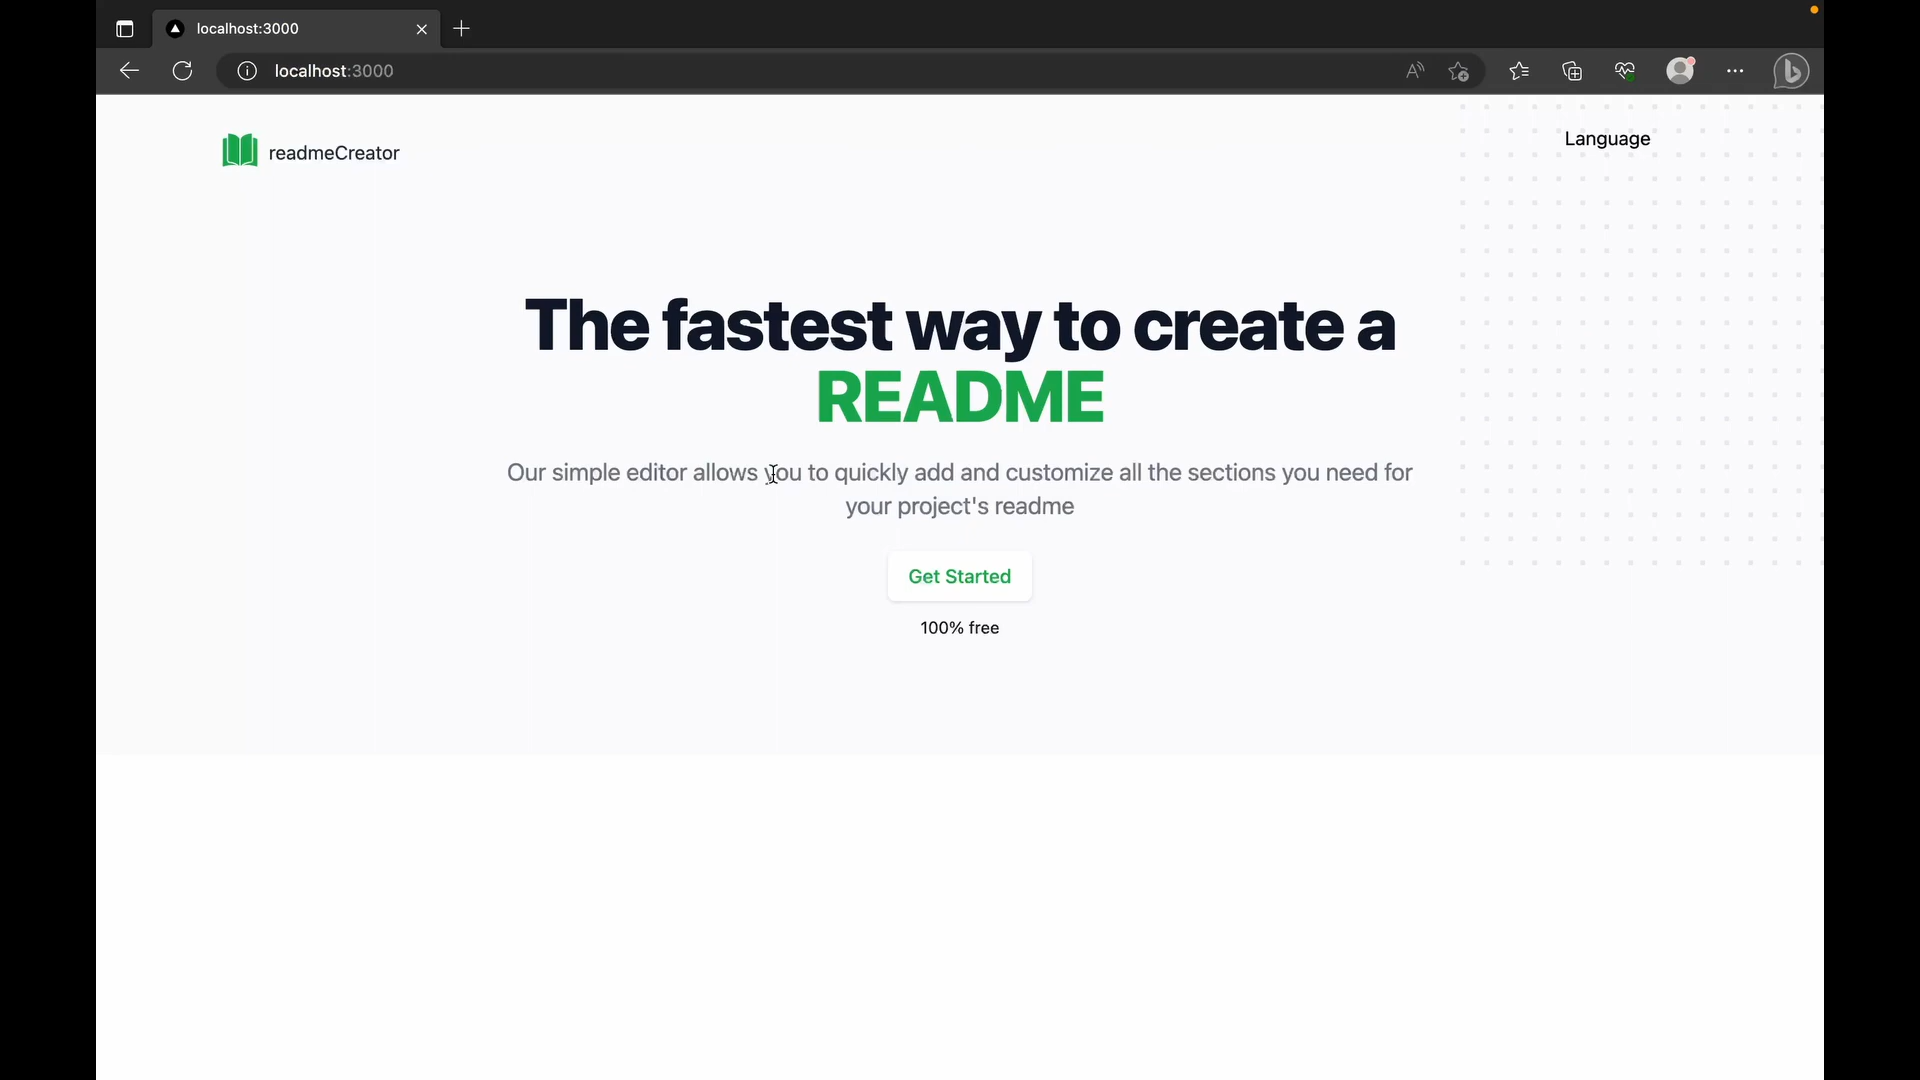 localhost:3000
localhost:3000
readmeCreator
Language
The fastest way to create a
README
Our simple editor allows you to quickly add and customize all the sections you need for
your project's readme
Get Started
100% free